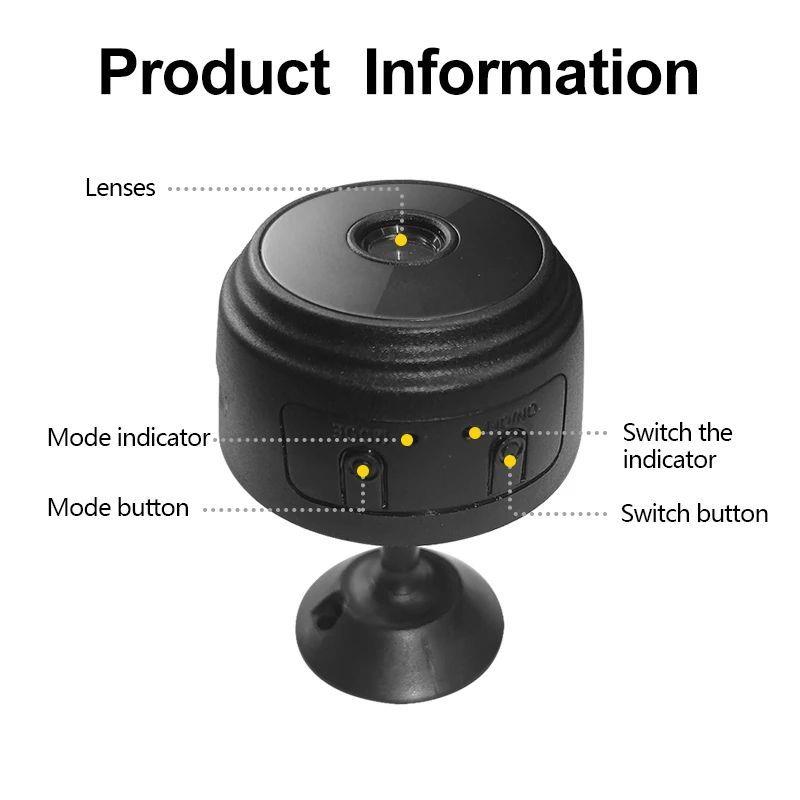 Product Information
Lenses
Mode indicator
Switch the
indicator
Mode button
Switch button